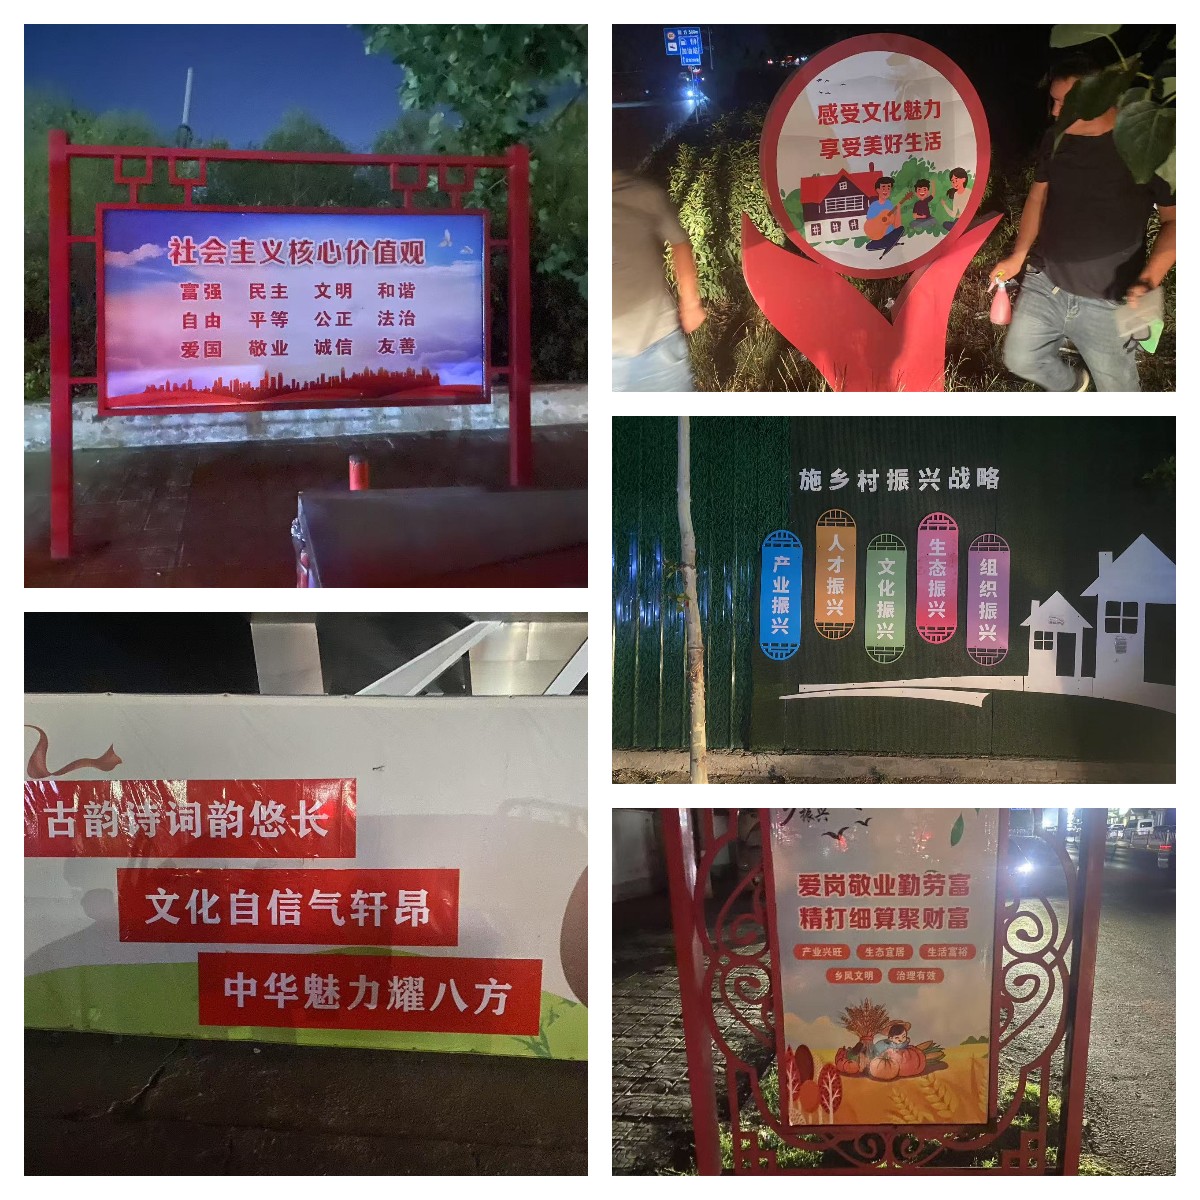 社会主义核心价值观
富强 民主 文明 和谐
自由 平等 公正 法治
爱国 敬业 诚信 友善
感受文化魅力
享受美好生活
施乡村振兴战略
产业振兴
人才振兴
文化振兴
生态振兴
组织振兴
古韵诗词韵悠长
文化自信气轩昂
中华魅力耀八方
振兴
爱岗敬业勤劳富
精打细算聚财富
产业兴旺 生态宜居 生活富裕
乡风文明 治理有效